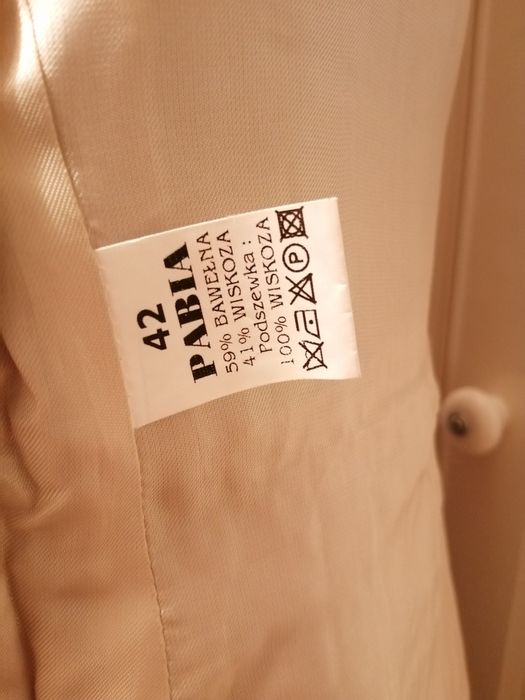 42
PABIA
59% BAWEŁNA
41% WISKOZA
Podszewka :
100% WISKOZA
P